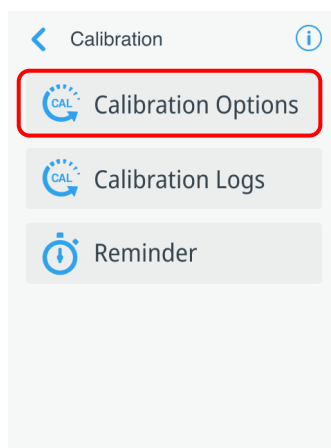 Calibration
i
CAL Calibration Options
CAL Calibration Logs
Reminder